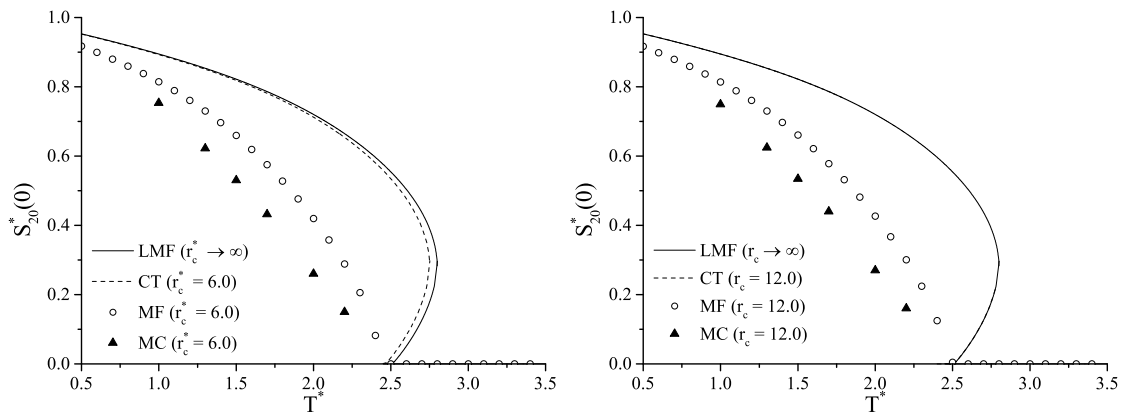 1.0
0.8
0.6
0.4
0.2
0.0
S*20(0)
LMF (r*c → ∞)
CT (r*c = 6.0)
MF (r*c = 6.0)
MC (r*c = 6.0)
0.5 1.0 1.5 2.0 2.5 3.0 3.5
T*
1.0
0.8
0.6
0.4
0.2
0.0
S*20(0)
LMF (rc → ∞)
CT (rc = 12.0)
MF (rc = 12.0)
MC (rc = 12.0)
0.5 1.0 1.5 2.0 2.5 3.0 3.5
T*